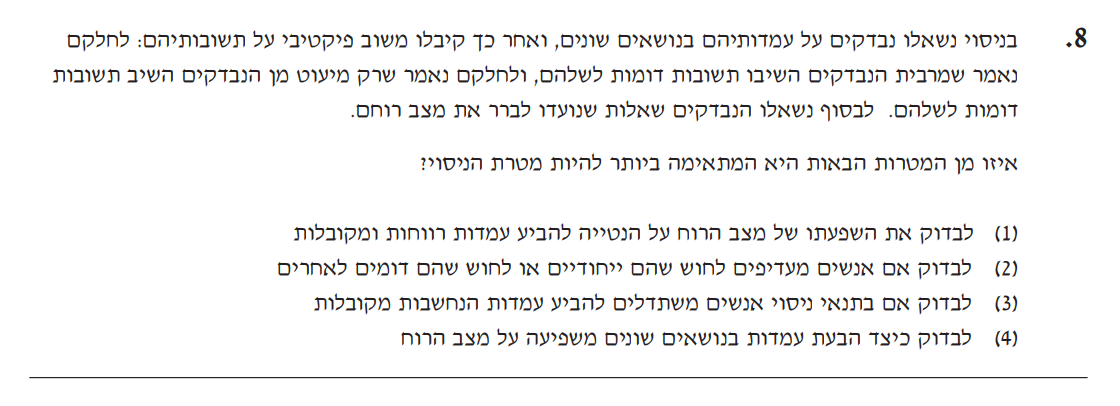 8. בניסוי נשאלו נבדקים על עמדותיהם בנושאים שונים, ואחר כך קיבלו משוב פיקטיבי על תשובותיהם: לחלקם
נאמר שמרבית הנבדקים השיבו תשובות דומות לשלהם, ולחלקם נאמר שרק מיעוט מן הנבדקים השיב תשובות
דומות לשלהם. לבסוף נשאלו הנבדקים שאלות שנועדו לברר את מצב רוחם.
איזו מן המטרות הבאות היא המתאימה ביותר להיות מטרת הניסוי?
(1) לבדוק את השפעתו של מצב הרוח על הנטייה להביע עמדות רווחות ומקובלות
(2) לבדוק אם אנשים מעדיפים לחוש שהם ייחודיים או לחוש שהם דומים לאחרים
(3) לבדוק אם בתנאי ניסוי אנשים משתדלים להביע עמדות הנחשבות מקובלות
(4) לבדוק כיצד הבעת עמדות בנושאים שונים משפיעה על מצב הרוח